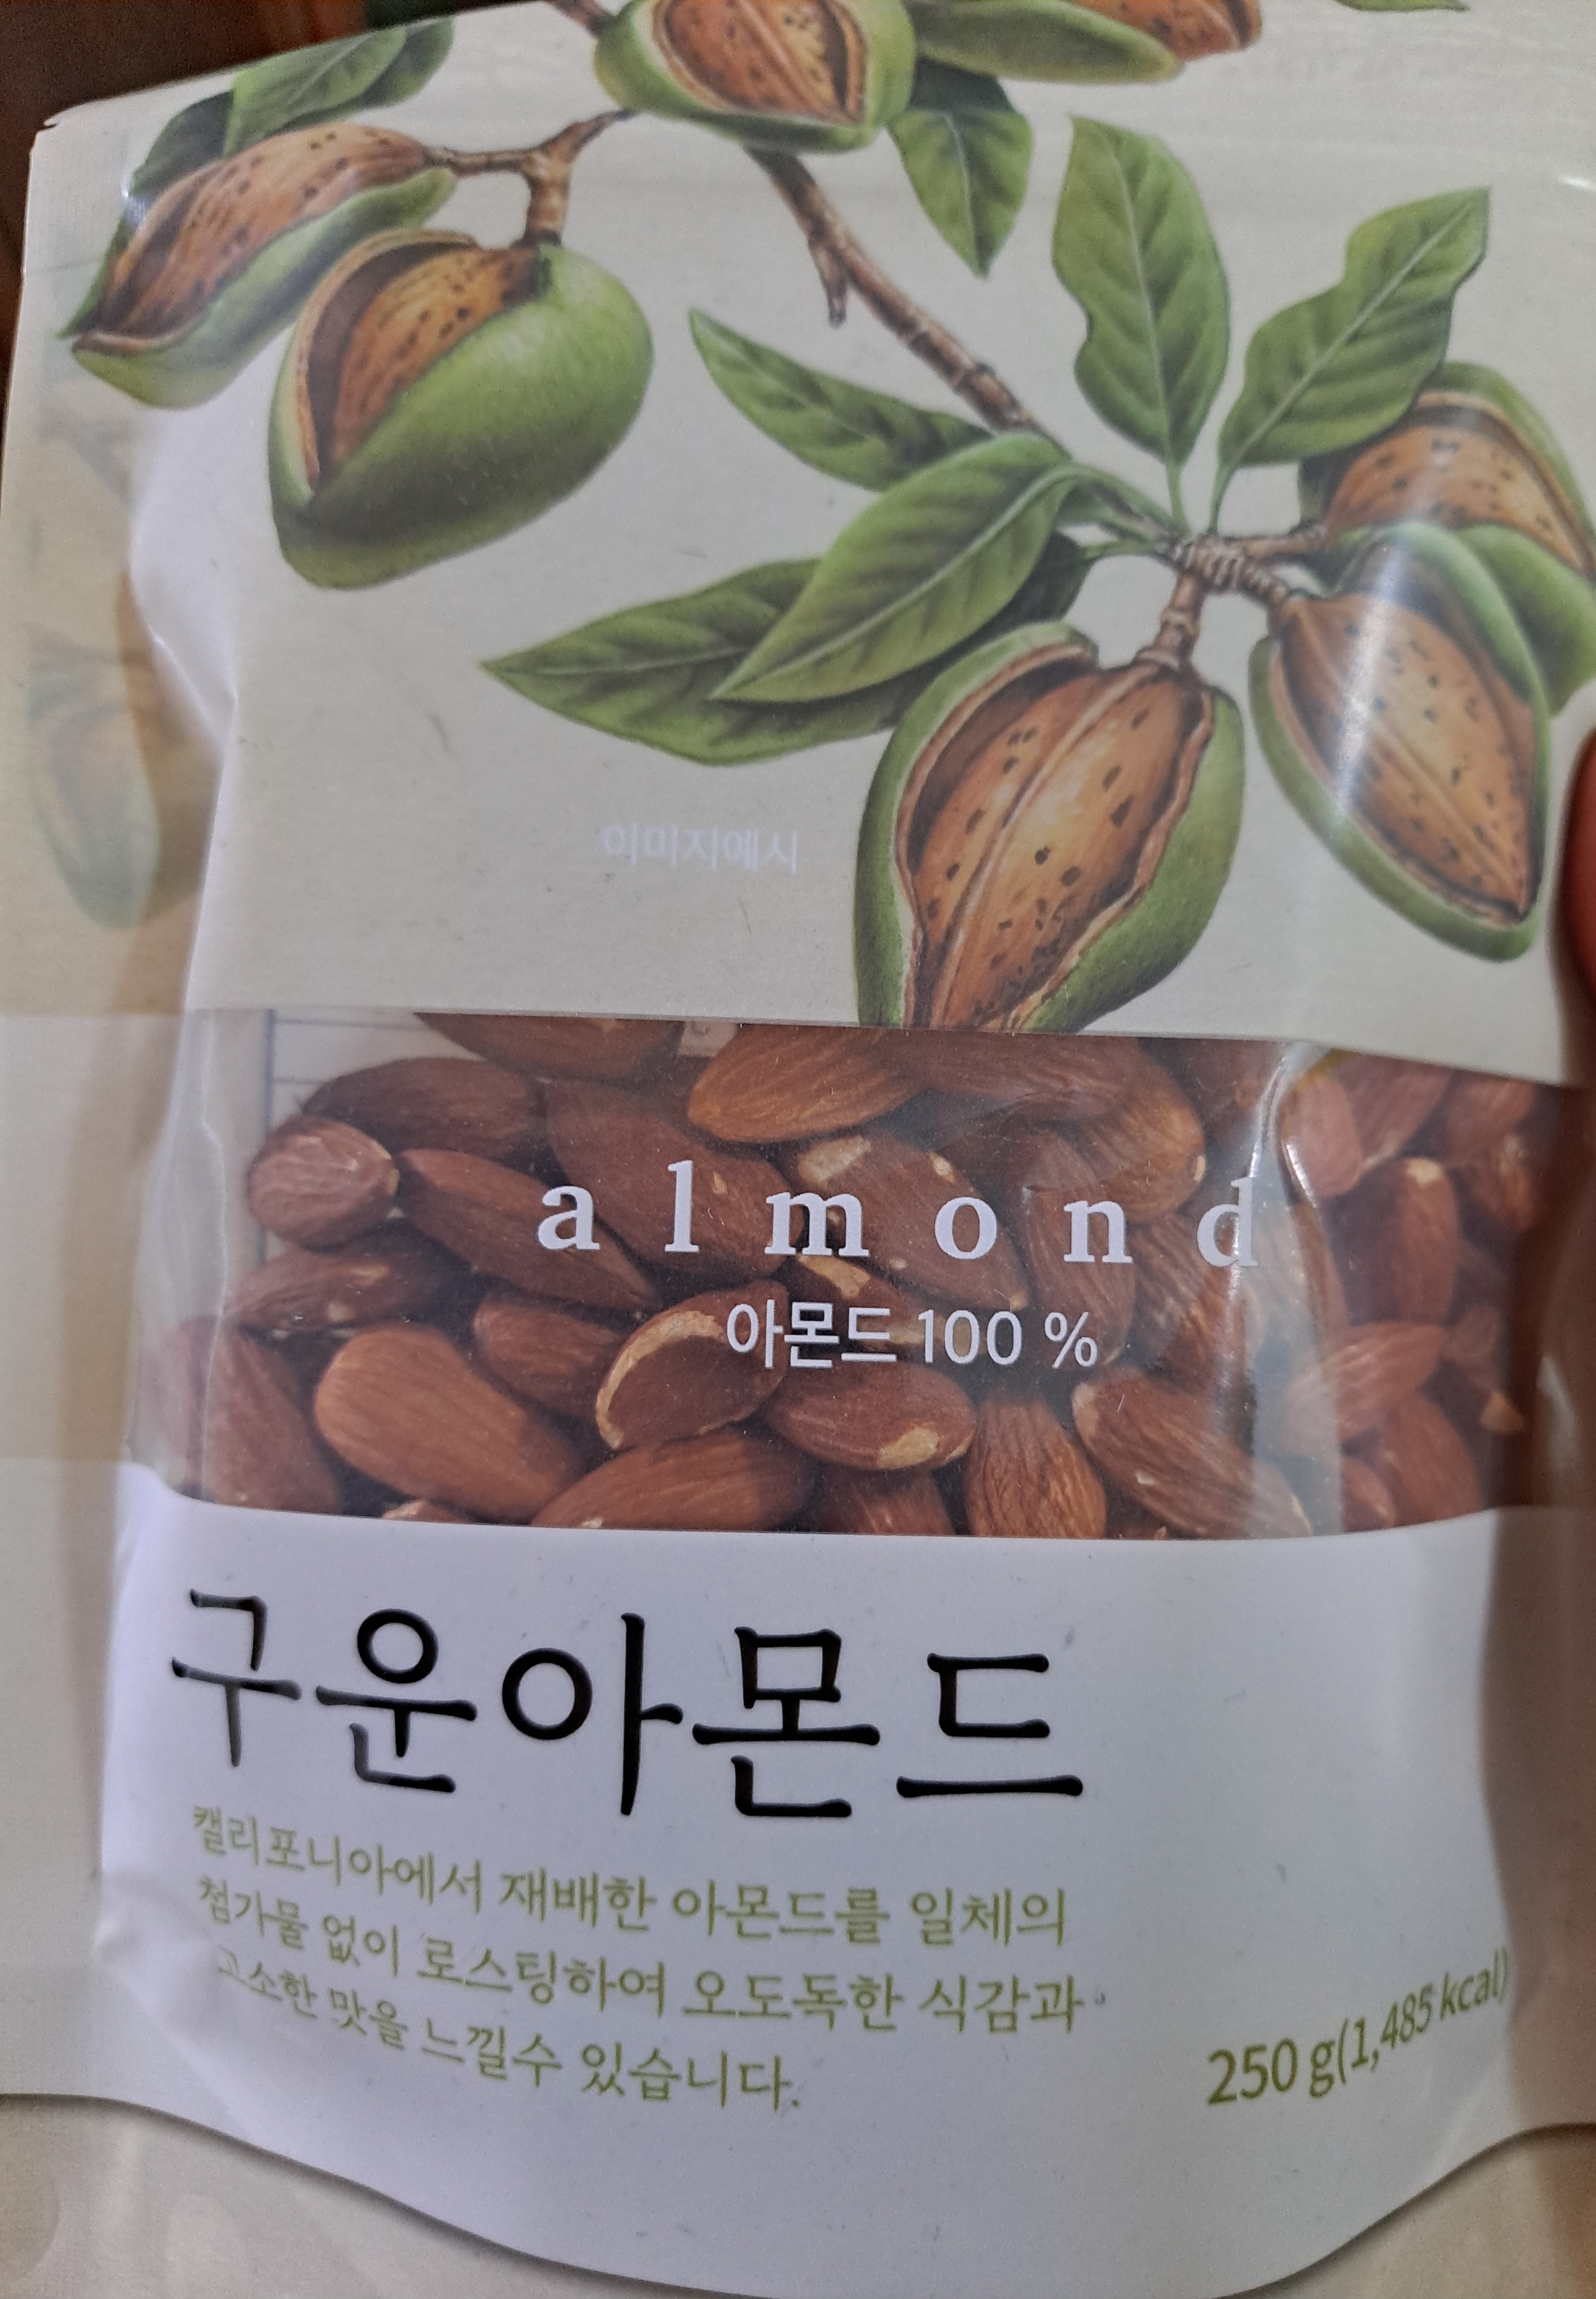 이미지예시
almond
아몬드 100 %
구운아몬드
캘리포니아에서 재배한 아몬드를 일체의
첨가물 없이 로스팅하여 오도독한 식감과
고소한 맛을 느낄수 있습니다.
250 g(1,485 kcal)